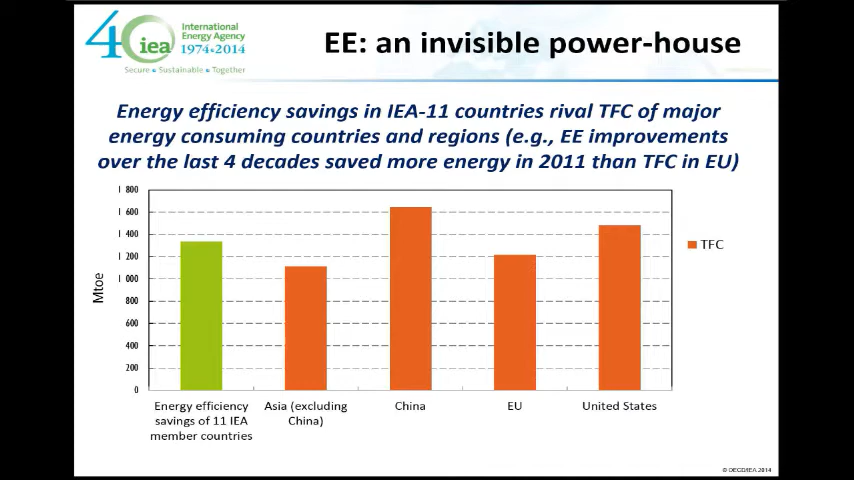 40
iea
International
Energy Agency
1974•2014
Secure • Sustainable • Together
EE: an invisible power-house
Energy efficiency savings in IEA-11 countries rival TFC of major
energy consuming countries and regions (e.g., EE improvements
over the last 4 decades saved more energy in 2011 than TFC in EU)
Mtoe
1 800
1 600
1 400
1 200
1 000
800
600
400
200
0
TFC
Energy efficiency
savings of 11 IEA
member countries
Asia (excluding
China)
China
EU
United States
© OECD/IEA 2014